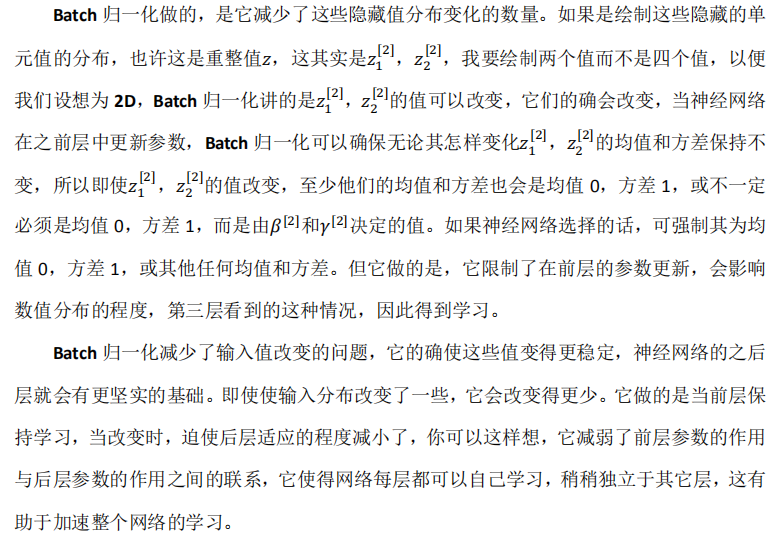 Batch 归一化做的，是它减少了这些隐藏值分布变化的数量。如果是绘制这些隐藏的单
元值的分布，也许这是重整值z，这其实是z₁^[2]，z₂^[2]，我要绘制两个值而不是四个值，以便
我们设想为 2D，Batch 归一化讲的是z₁^[2]，z₂^[2]的值可以改变，它们的确会改变，当神经网络
在之前层中更新参数，Batch 归一化可以确保无论其怎样变化z₁^[2]，z₂^[2]的均值和方差保持不
变，所以即使z₁^[2]，z₂^[2]的值改变，至少他们的均值和方差也会是均值 0，方差 1，或不一定
必须是均值 0，方差 1，而是由β^[2]和γ^[2]决定的值。如果神经网络选择的话，可强制其为均
值 0，方差 1，或其他任何均值和方差。但它做的是，它限制了在前层的参数更新，会影响
数值分布的程度，第三层看到的这种情况，因此得到学习。
Batch 归一化减少了输入值改变的问题，它的确使这些值变得更稳定，神经网络的之后
层就会有更坚实的基础。即使使输入分布改变了一些，它会改变得更少。它做的是当前层保
持学习，当改变时，迫使后层适应的程度减小了，你可以这样想，它减弱了前层参数的作用
与后层参数的作用之间的联系，它使得网络每层都可以自己学习，稍稍独立于其它层，这有
助于加速整个网络的学习。